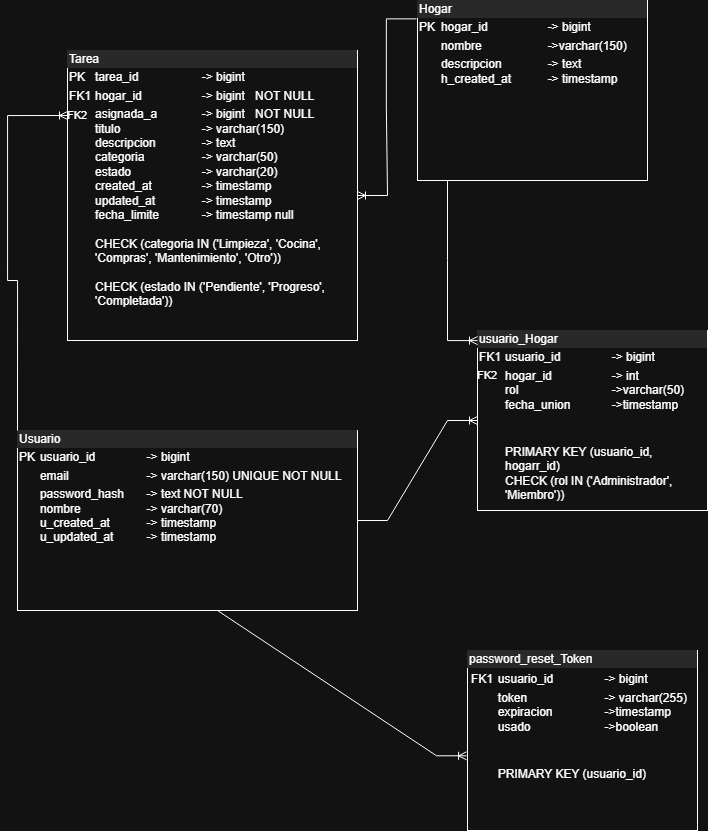 Hogar
PK hogar_id -> bigint
nombre ->varchar(150)
descripcion -> text
h_created_at -> timestamp
Tarea
PK tarea_id -> bigint
FK1 hogar_id -> bigint NOT NULL
FK2 asignada_a -> bigint NOT NULL
titulo -> varchar(150)
descripcion -> text
categoria -> varchar(50)
estado -> varchar(20)
created_at -> timestamp
updated_at -> timestamp
fecha_limite -> timestamp null
CHECK (categoria IN ('Limpieza', 'Cocina',
'Compras', 'Mantenimiento', 'Otro'))
CHECK (estado IN ('Pendiente', 'Progreso',
'Completada'))
usuario_Hogar
FK1 usuario_id -> bigint
FK2 hogar_id -> int
rol ->varchar(50)
fecha_union ->timestamp
PRIMARY KEY (usuario_id,
hogarr_id)
CHECK (rol IN ('Administrador',
'Miembro'))
Usuario
PK usuario_id -> bigint
email -> varchar(150) UNIQUE NOT NULL
password_hash -> text NOT NULL
nombre -> varchar(70)
u_created_at -> timestamp
u_updated_at -> timestamp
password_reset_Token
FK1 usuario_id -> bigint
token -> varchar(255)
expiracion ->timestamp
usado ->boolean
PRIMARY KEY (usuario_id)